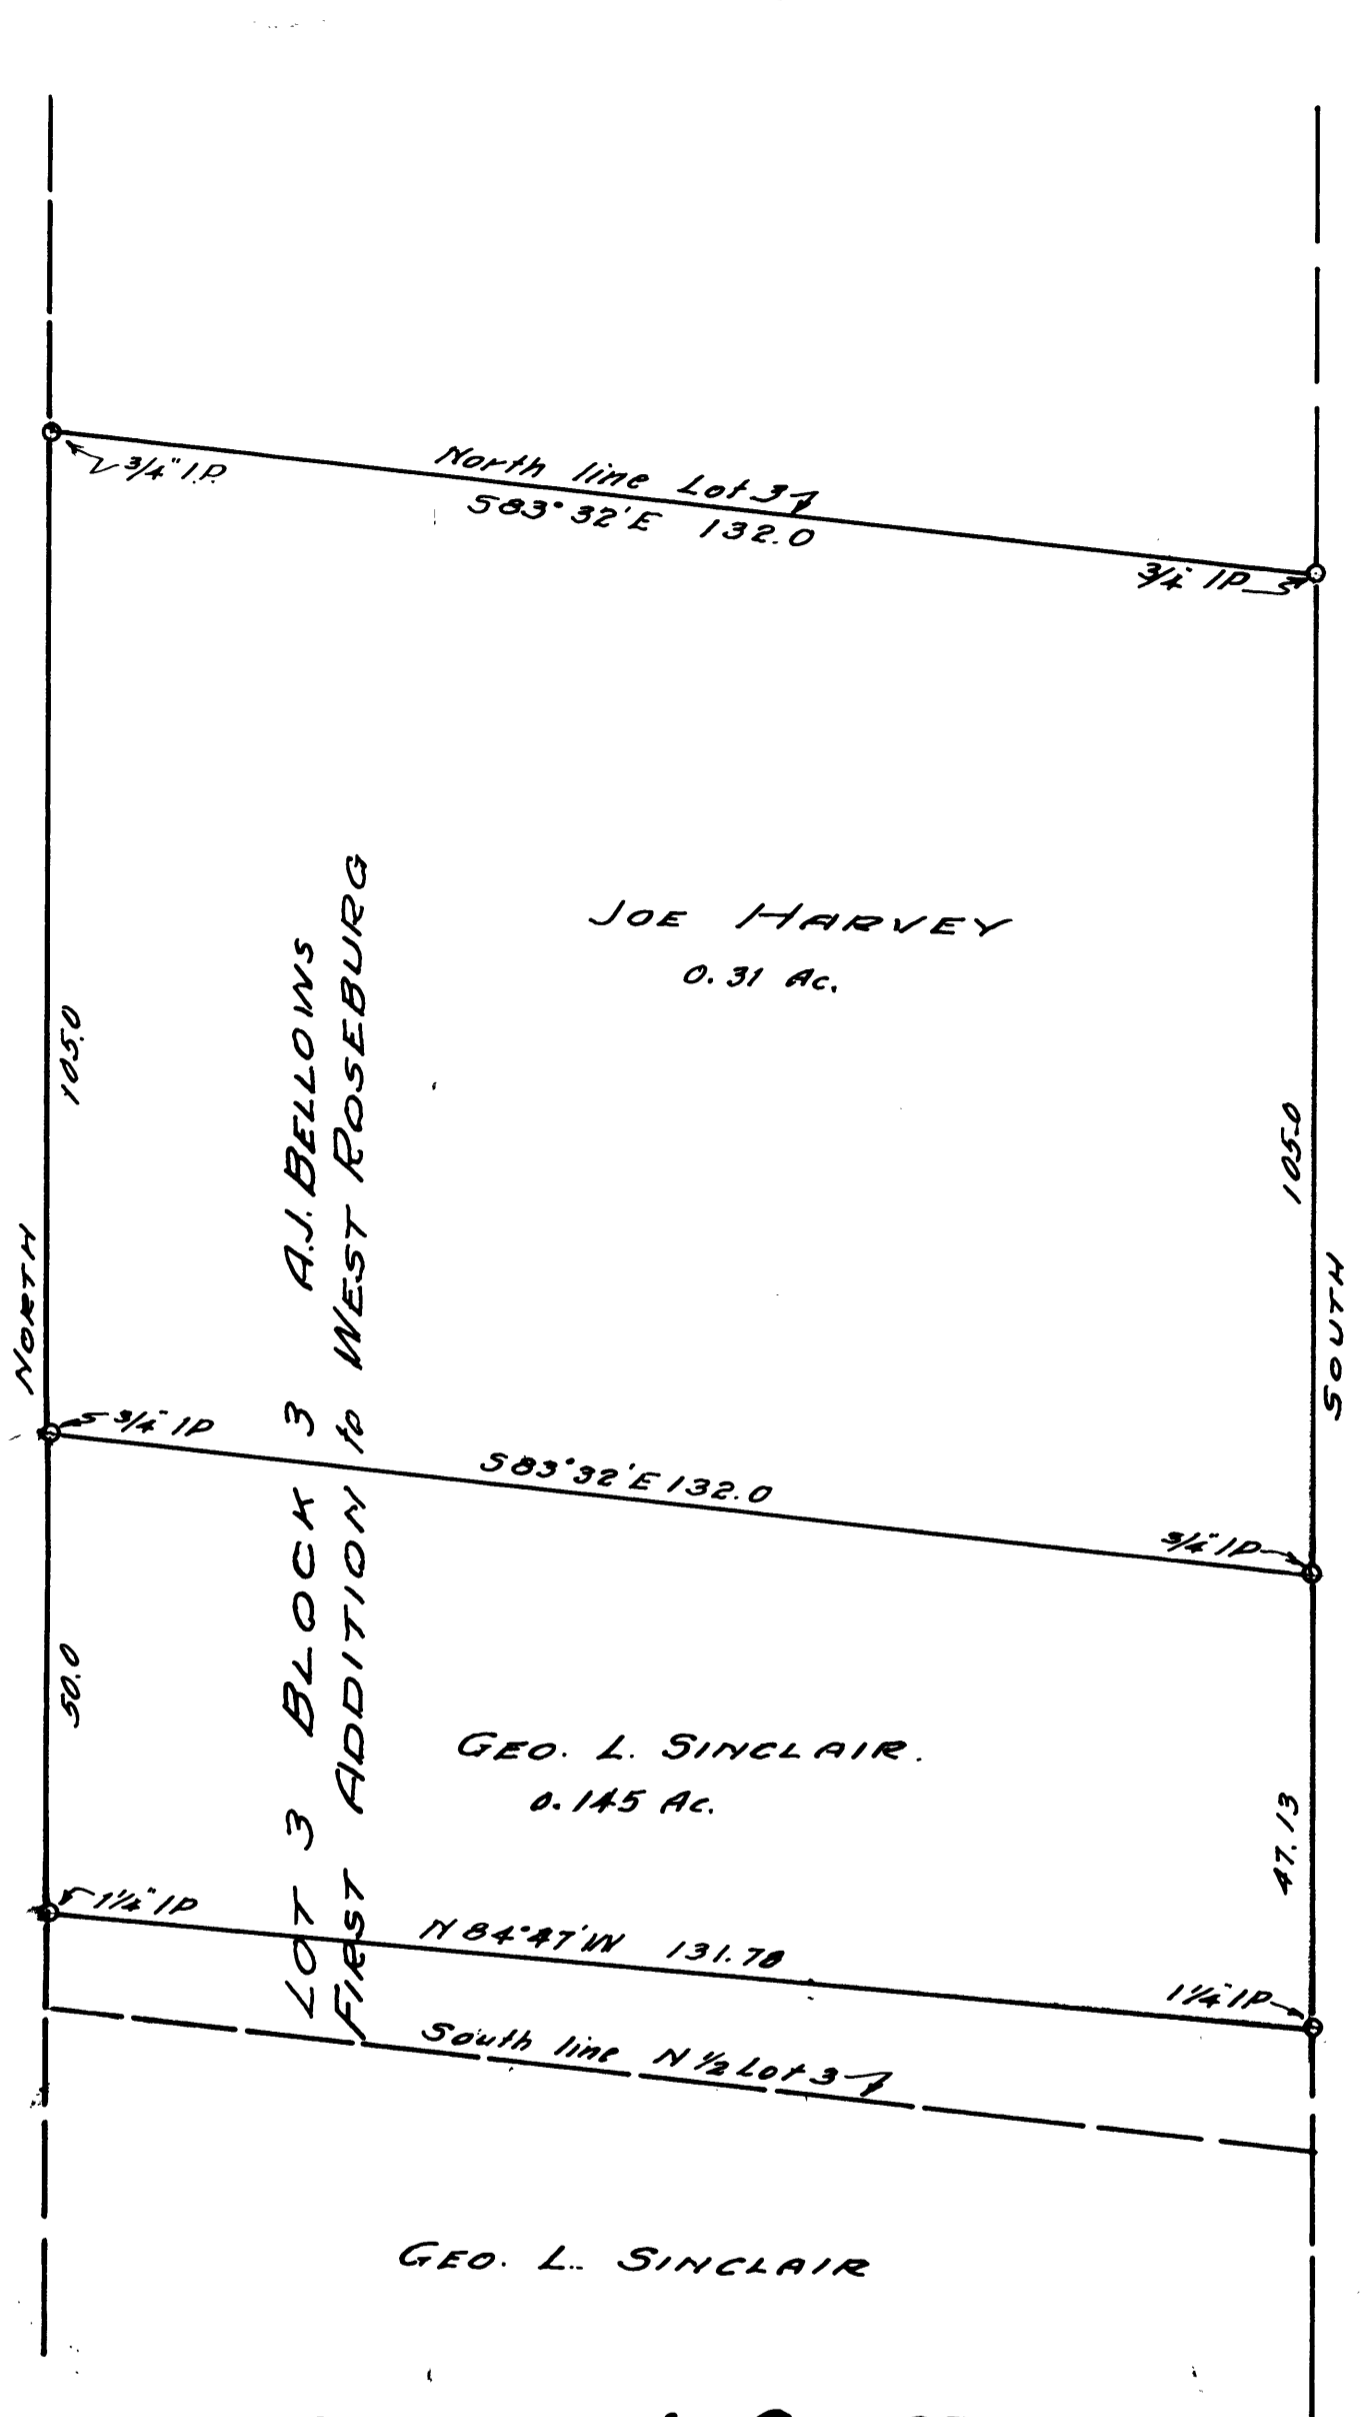 3/4" I.P.
North line Lot 3
S83°32'E 132.0
3/4" IP
JOE HARVEY
0.31 Ac.
105.0
105.0
NORTH
SOUTH
LOT 3 BLOCK 3 A.J. BELLOWS
FIRST ADDITION to WEST ROSEBURG
3/4" IP
S83°32'E 132.0
3/4" IP
50.0
GEO. L. SINCLAIR.
0.145 Ac.
47.13
1 1/4" IP
N 84°47'W 131.78
1 1/4" IP
South line N 1/2 Lot 3
GEO. L. SINCLAIR